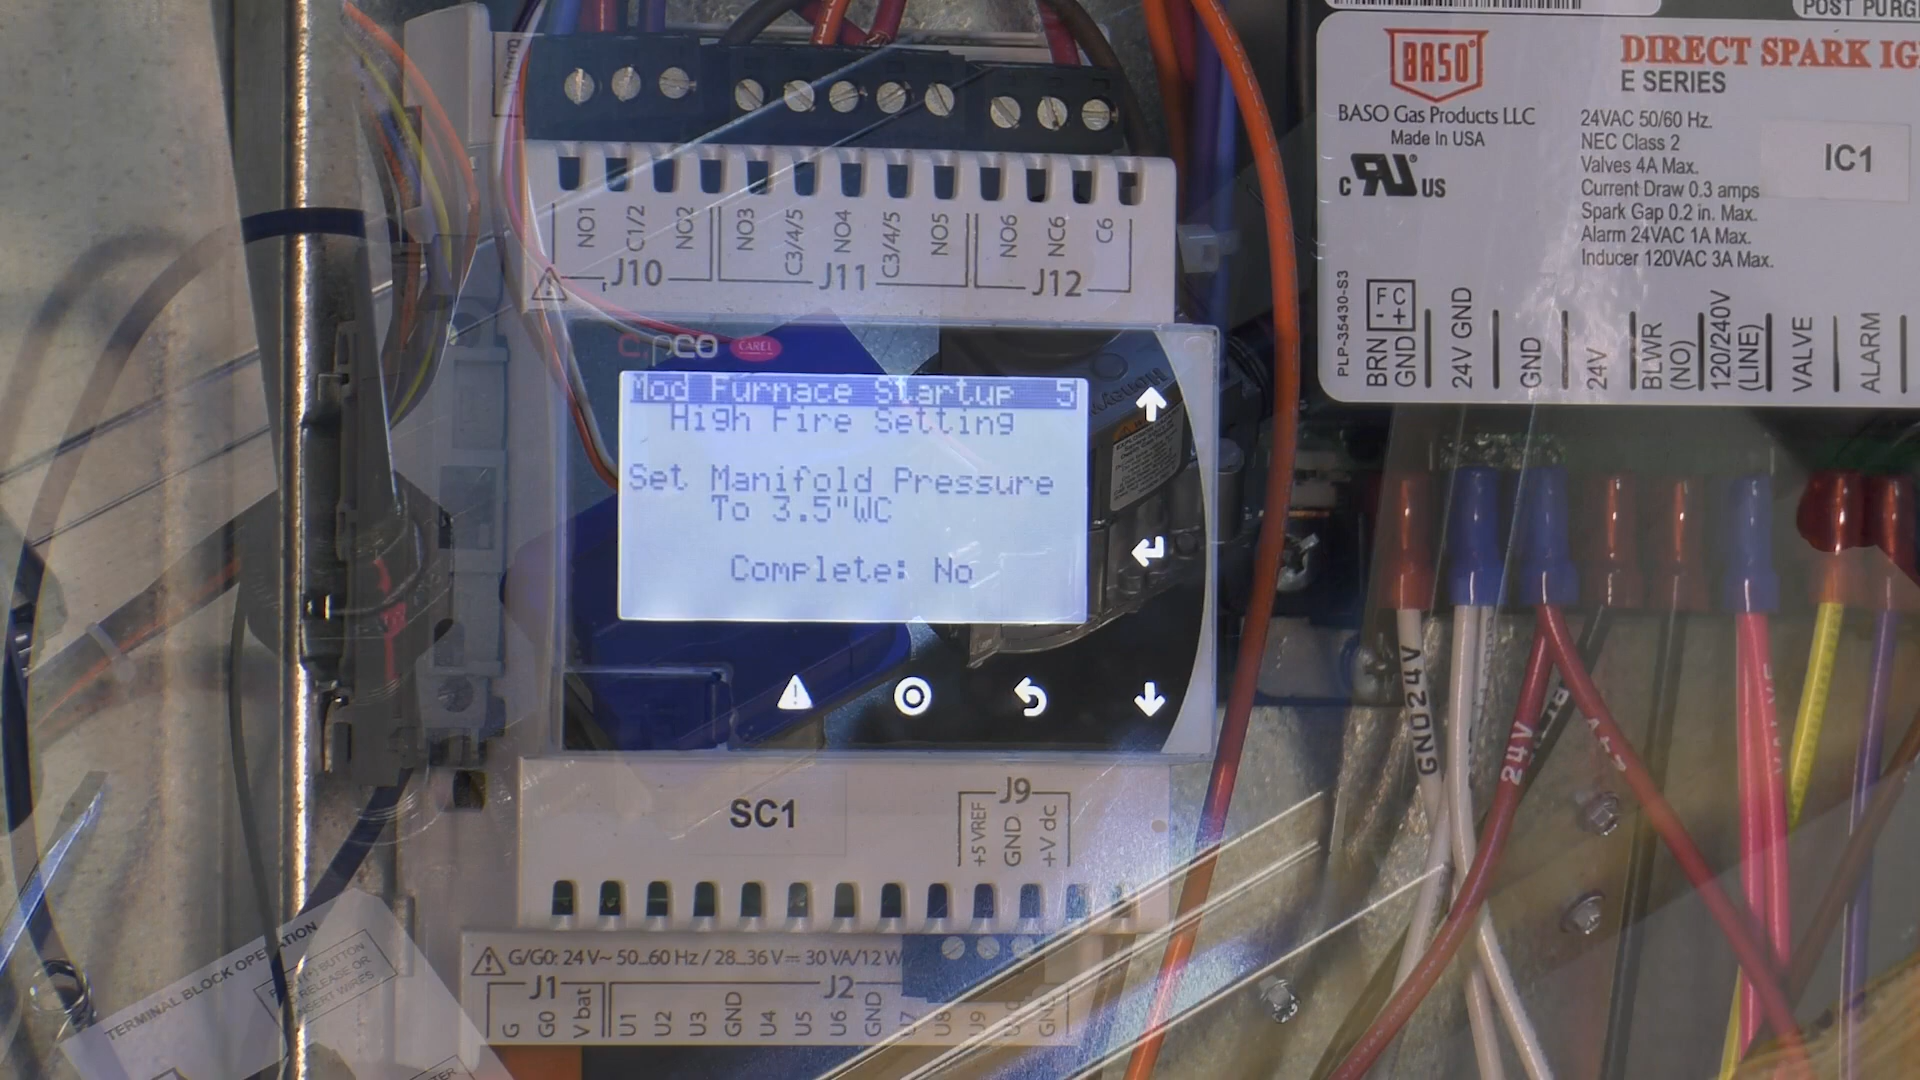 NO1
C1/2
NO2
NO3
C3/4/5
NO4
C3/4/5
NO5
NO6
NC6
C6
J10
J11
J12
c.pco CAREL
Mod Furnace Startup 5
High Fire Setting
Set Manifold Pressure
To 3.5"WC
Complete: No
SC1
J9
+5 VREF
GND
+V dc
G/G0: 24 V~ 50...60 Hz / 28...36 V 30 VA/12 W
J1
J2
G
G0
V bat
U1
U2
U3
GND
U4
U5
U6
GND
U7
U8
U9
TERMINAL BLOCK OPERATION
POST PURG
BASO
DIRECT SPARK IG
E SERIES
BASO Gas Products LLC
Made In USA
C US
24VAC 50/60 Hz.
NEC Class 2
Valves 4A Max.
Current Draw 0.3 amps
Spark Gap 0.2 in. Max.
Alarm 24VAC 1A Max.
Inducer 120VAC 3A Max.
IC1
PLP-35430-S3
F C
- +
BRN
GND
24V GND
GND
24V
BLWR
(NO)
120/240V
(LINE)
VALVE
ALARM
GND24V
24V